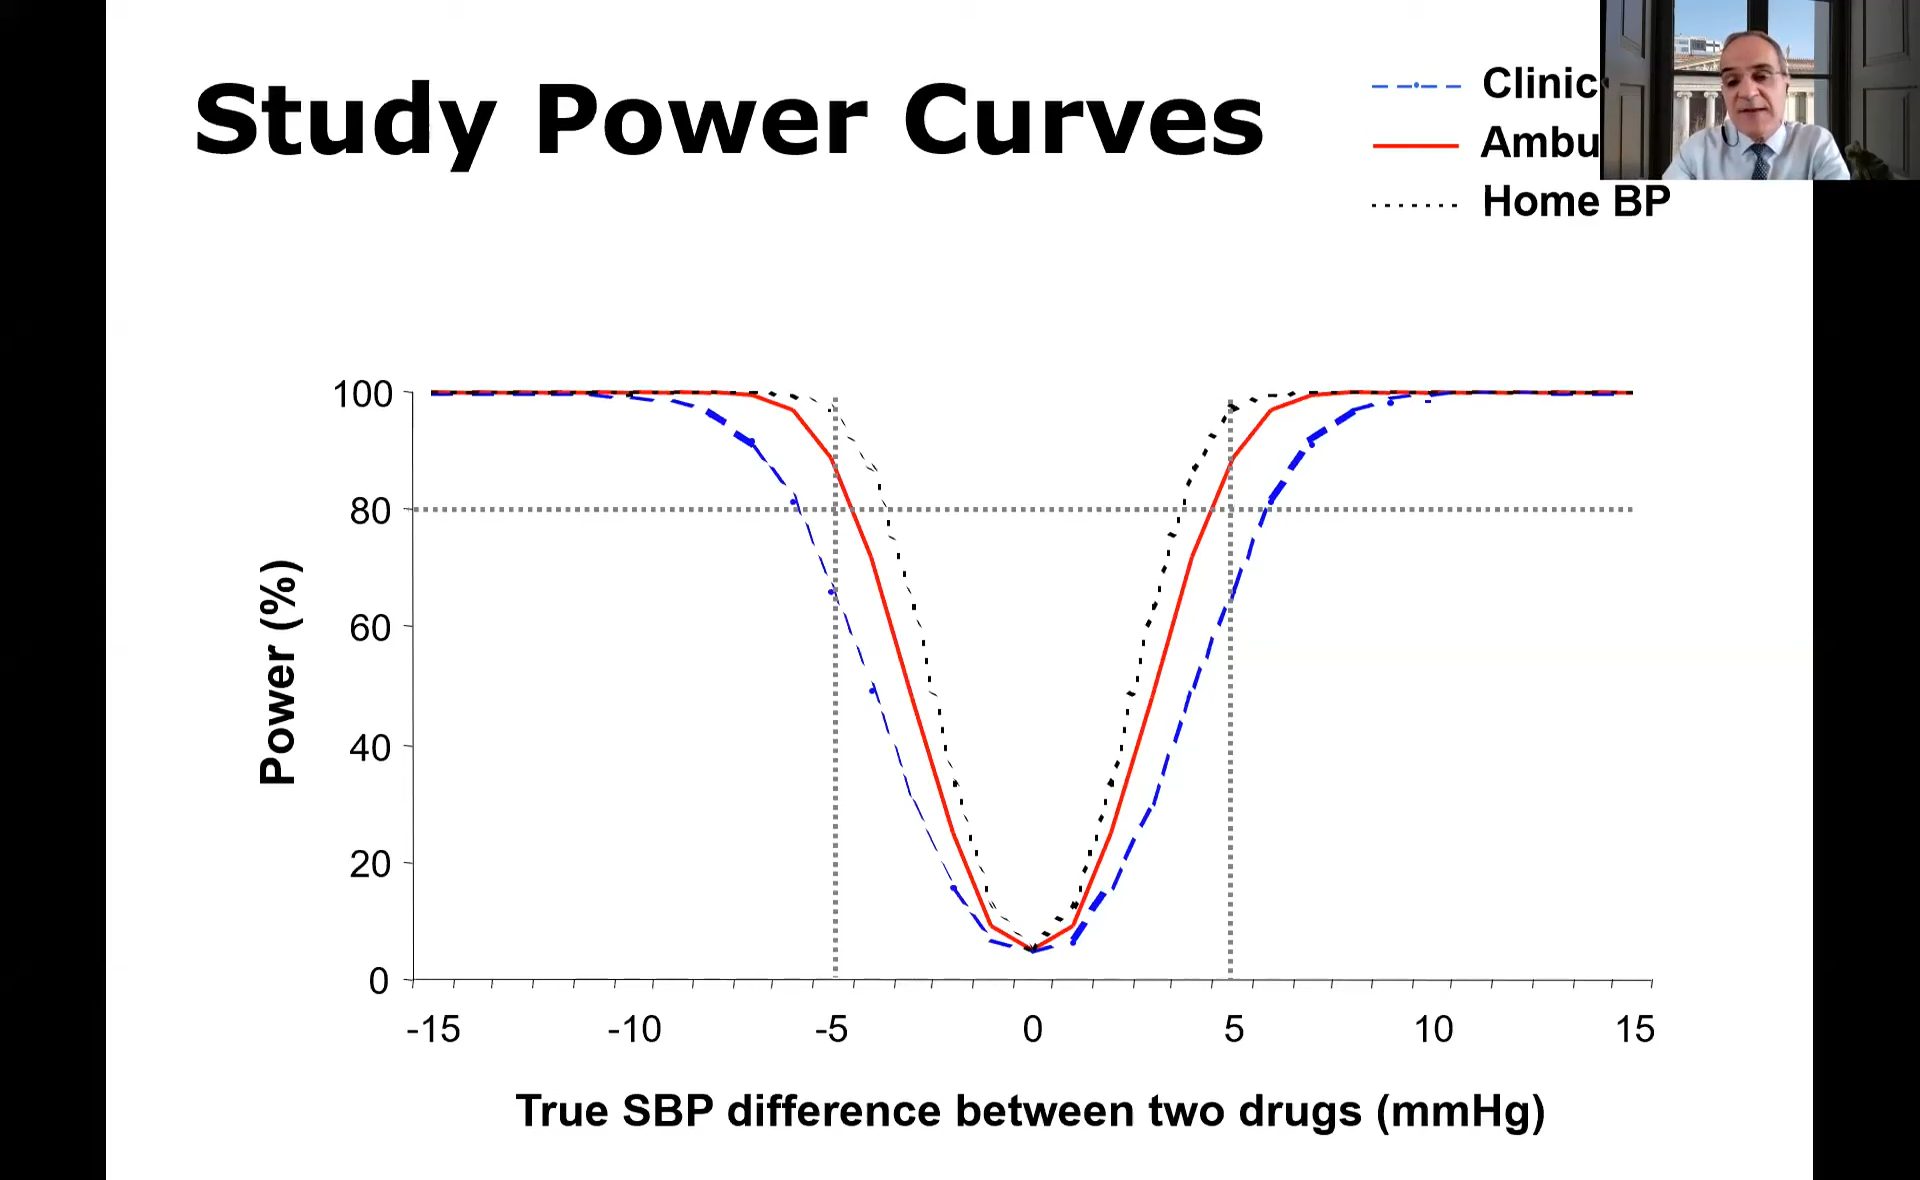 Study Power Curves
Clinic
Home BP
Power (%)
100
80
60
40
20
0
-15 -10 -5 0 5 10 15
True SBP difference between two drugs (mmHg)